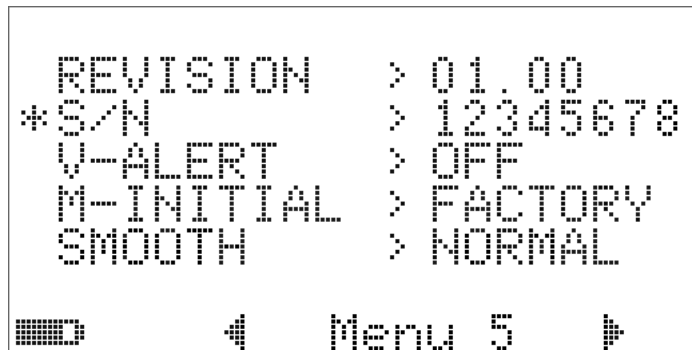 REVISION > 01.00
*S/N > 12345678
V-ALERT > OFF
M-INITIAL > FACTORY
SMOOTH > NORMAL
Menu 5